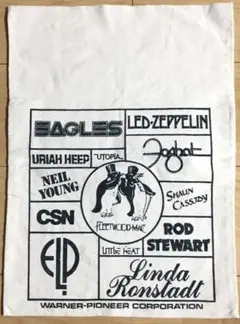 EAGLES
LED-ZEPPELIN
URIAH HEEP
UTOPIA
Foghat
NEIL YOUNG
SHAUN CASSIDY
FLEETWOOD MAC
CSN
LITTLE FEAT
ROD STEWART
ELP
Linda Ronstadt
WARNER-PIONEER CORPORATION